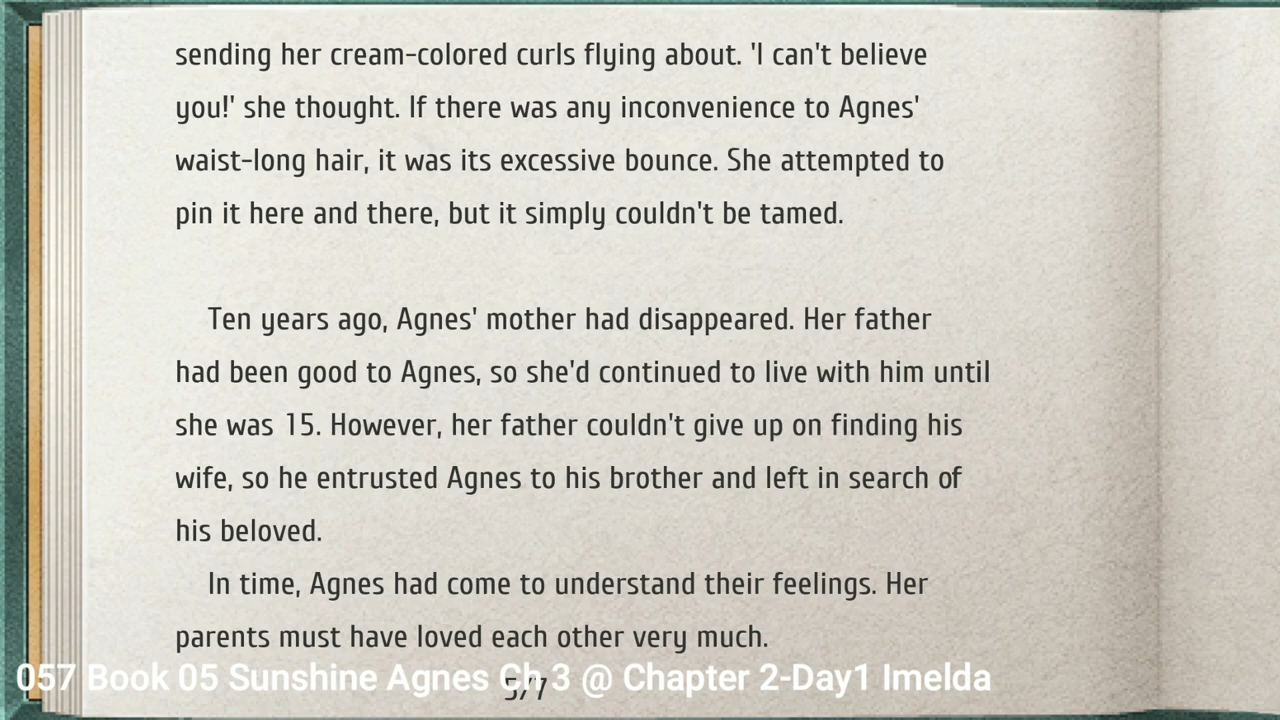 sending her cream-colored curls flying about. 'I can't believe
you!' she thought. If there was any inconvenience to Agnes'
waist-long hair, it was its excessive bounce. She attempted to
pin it here and there, but it simply couldn't be tamed.
Ten years ago, Agnes' mother had disappeared. Her father
had been good to Agnes, so she'd continued to live with him until
she was 15. However, her father couldn't give up on finding his
wife, so he entrusted Agnes to his brother and left in search of
his beloved.
In time, Agnes had come to understand their feelings. Her
parents must have loved each other very much.
057 Book 05 Sunshine Agnes Ch 3 @ Chapter 2-Day1 Imelda
5/7